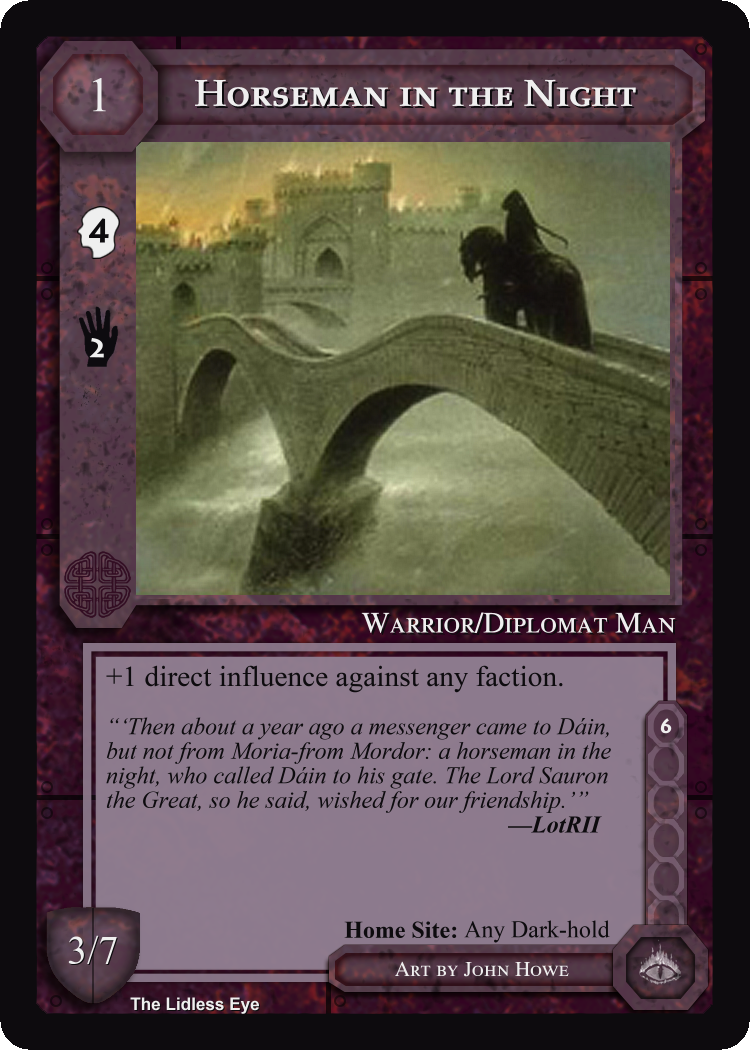 1
HORSEMAN IN THE NIGHT
4
2
WARRIOR/DIPLOMAT MAN
+1 direct influence against any faction.
“‘Then about a year ago a messenger came to Dáin,
but not from Moria-from Mordor: a horseman in the
night, who called Dáin to his gate. The Lord Sauron
the Great, so he said, wished for our friendship.’”
—LotRII
6
Home Site: Any Dark-hold
3/7
ART BY JOHN HOWE
The Lidless Eye